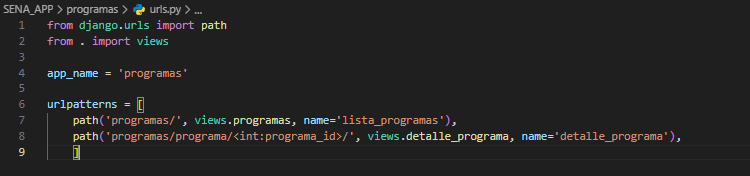 SENA_APP > programas > urls.py > ...
1 from django.urls import path
2 from . import views
3
4 app_name = 'programas'
5
6 urlpatterns = [
7 path('programas/', views.programas, name='lista_programas'),
8 path('programas/programa/<int:programa_id>/', views.detalle_programa, name='detalle_programa'),
9 ]